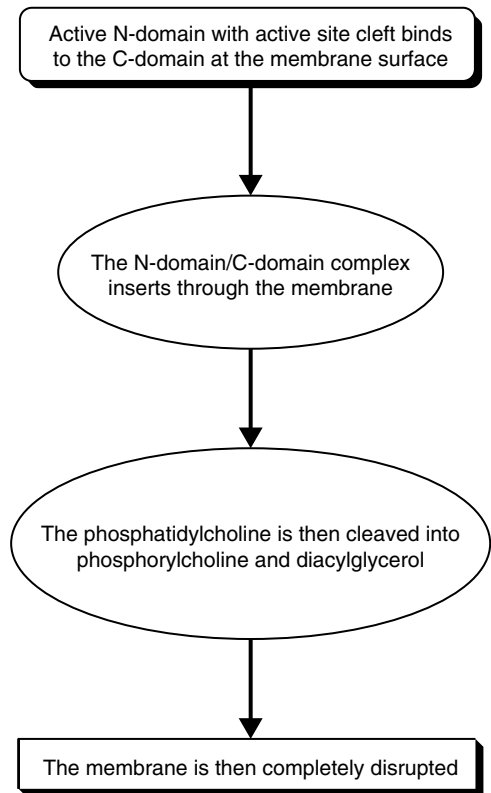 Active N-domain with active site cleft binds
to the C-domain at the membrane surface
The N-domain/C-domain complex
inserts through the membrane
The phosphatidylcholine is then cleaved into
phosphorylcholine and diacylglycerol
The membrane is then completely disrupted